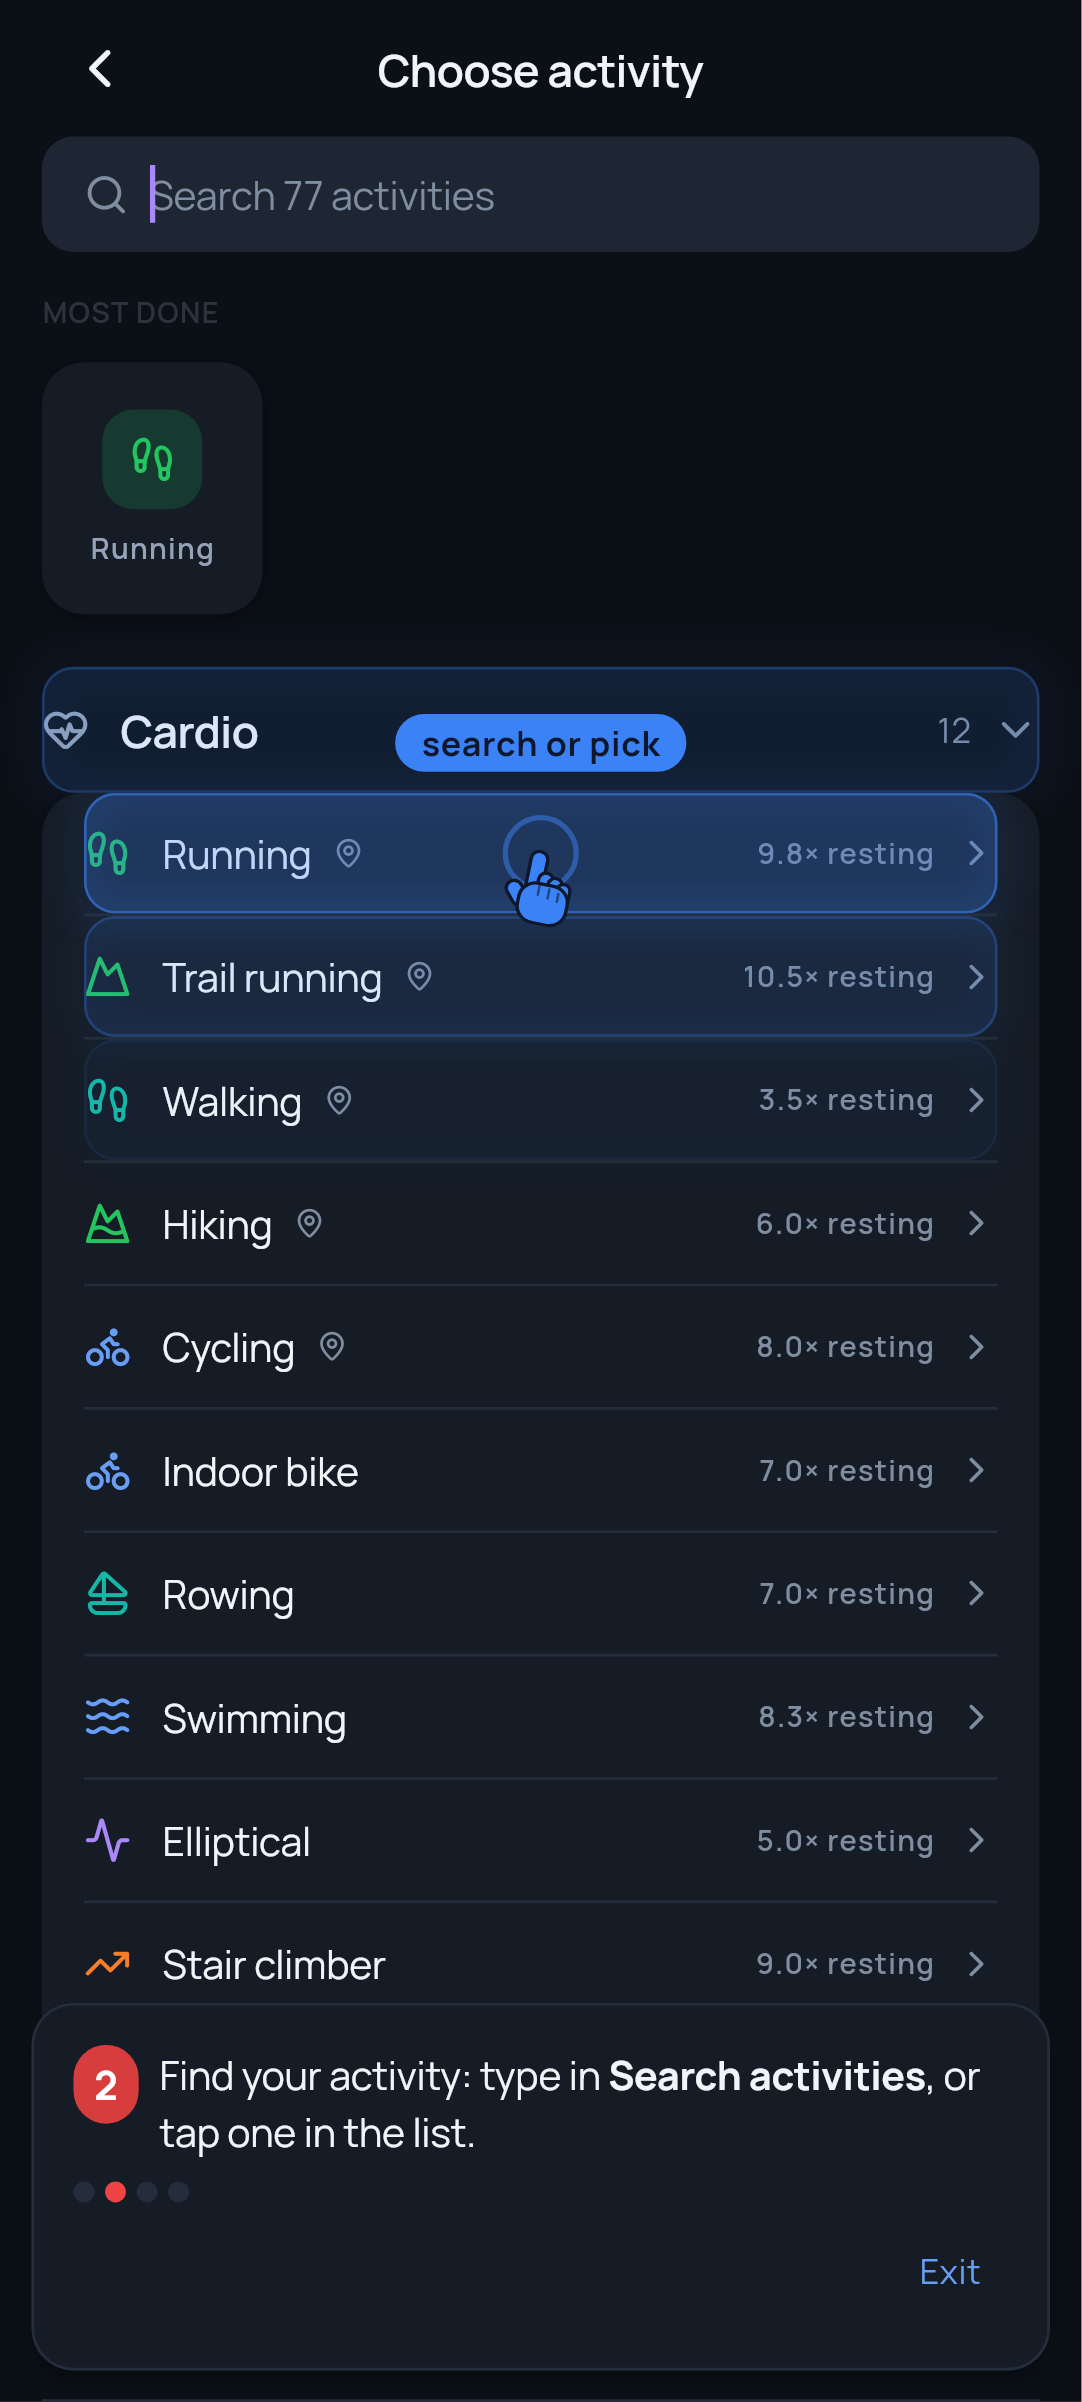 Choose activity
Search 77 activities
MOST DONE
Running
Cardio
search or pick
12
Running
9.8× resting
Trail running
10.5× resting
Walking
3.5× resting
Hiking
6.0× resting
Cycling
8.0× resting
Indoor bike
7.0× resting
Rowing
7.0× resting
Swimming
8.3× resting
Elliptical
5.0× resting
Stair climber
9.0× resting
2
Find your activity: type in Search activities, or
tap one in the list.
Exit